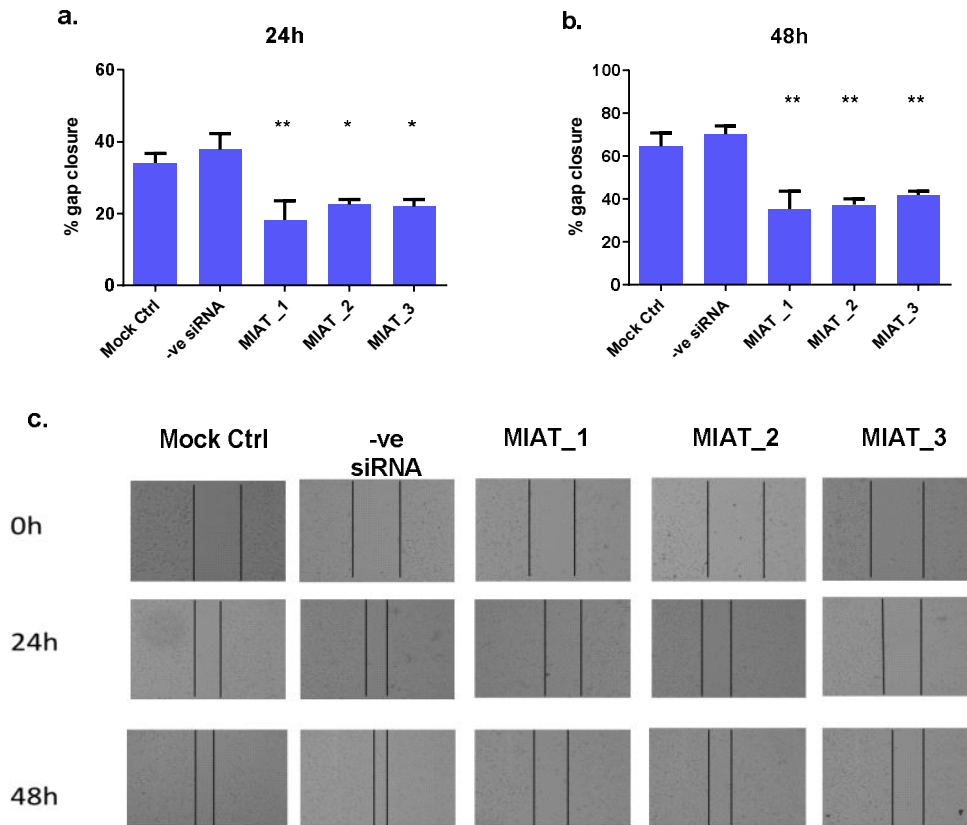 a.
24h
% gap closure
60
40
20
0
** * *
Mock Ctrl
-ve siRNA
MIAT_1
MIAT_2
MIAT_3
b.
48h
% gap closure
100
80
60
40
20
0
** ** **
Mock Ctrl
-ve siRNA
MIAT_1
MIAT_2
MIAT_3
c.
Mock Ctrl
-ve
siRNA
MIAT_1
MIAT_2
MIAT_3
0h
24h
48h